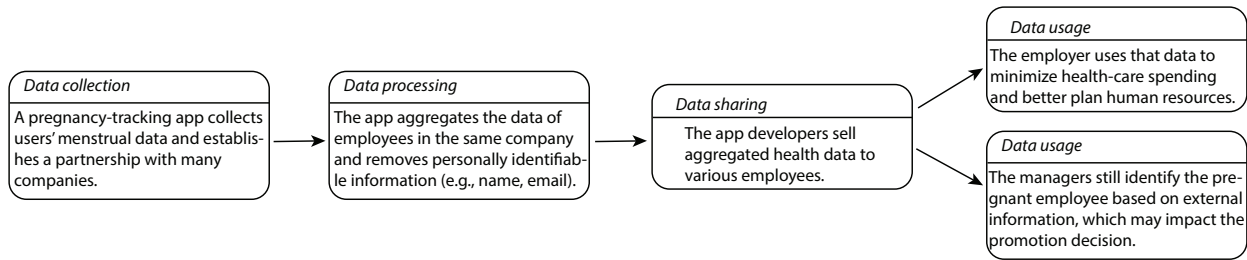 Data collection
A pregnancy-tracking app collects
users’ menstrual data and establis-
hes a partnership with many
companies.
Data processing
The app aggregates the data of
employees in the same company
and removes personally identifiab-
le information (e.g., name, email).
Data sharing
The app developers sell
aggregated health data to
various employees.
Data usage
The employer uses that data to
minimize health-care spending
and better plan human resources.
Data usage
The managers still identify the pre-
gnant employee based on external
information, which may impact the
promotion decision.